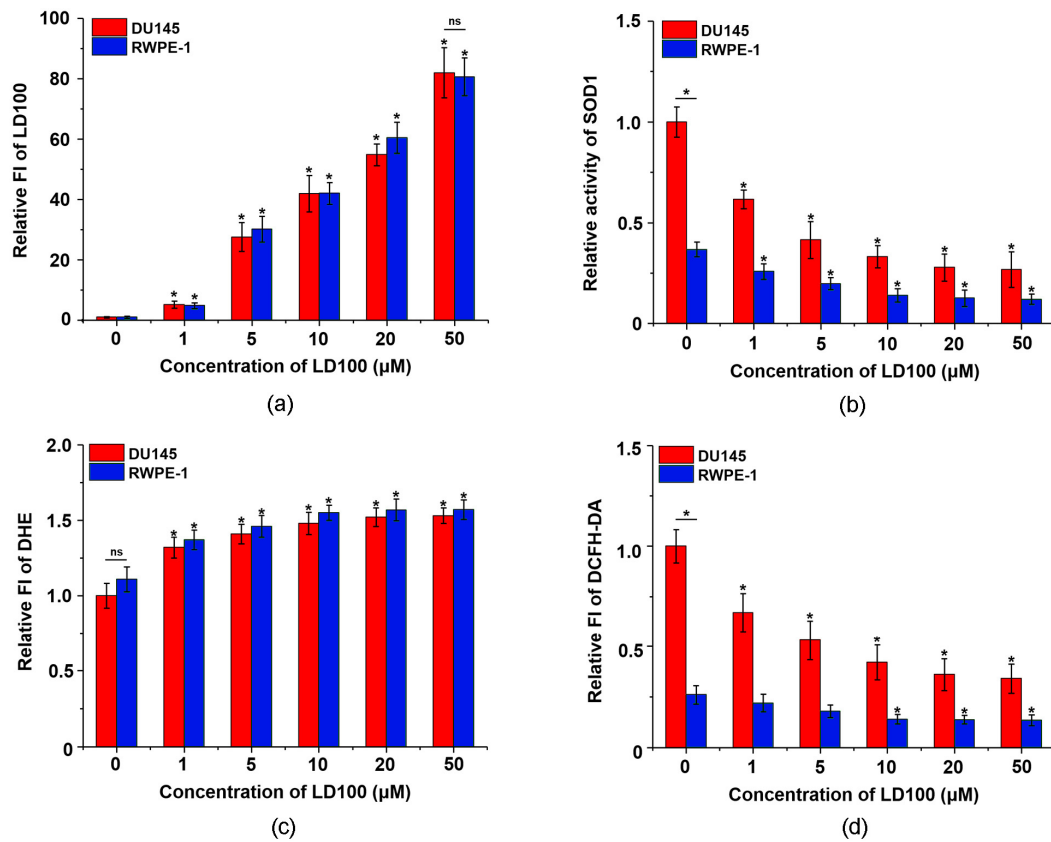 DU145
RWPE-1
Relative FI of LD100
100
80
60
40
20
0
* * * * * * * * * *
ns
0 1 5 10 20 50
Concentration of LD100 (µM)
(a)
DU145
RWPE-1
Relative activity of SOD1
1.5
1.0
0.5
0
*
* * * * * * * * * *
0 1 5 10 20 50
Concentration of LD100 (µM)
(b)
DU145
RWPE-1
Relative FI of DHE
2.0
1.5
1.0
0.5
0
ns
* * * * * * * * * *
0 1 5 10 20 50
Concentration of LD100 (µM)
(c)
DU145
RWPE-1
Relative FI of DCFH-DA
1.5
1.0
0.5
0
*
* * * * * * * *
0 1 5 10 20 50
Concentration of LD100 (µM)
(d)